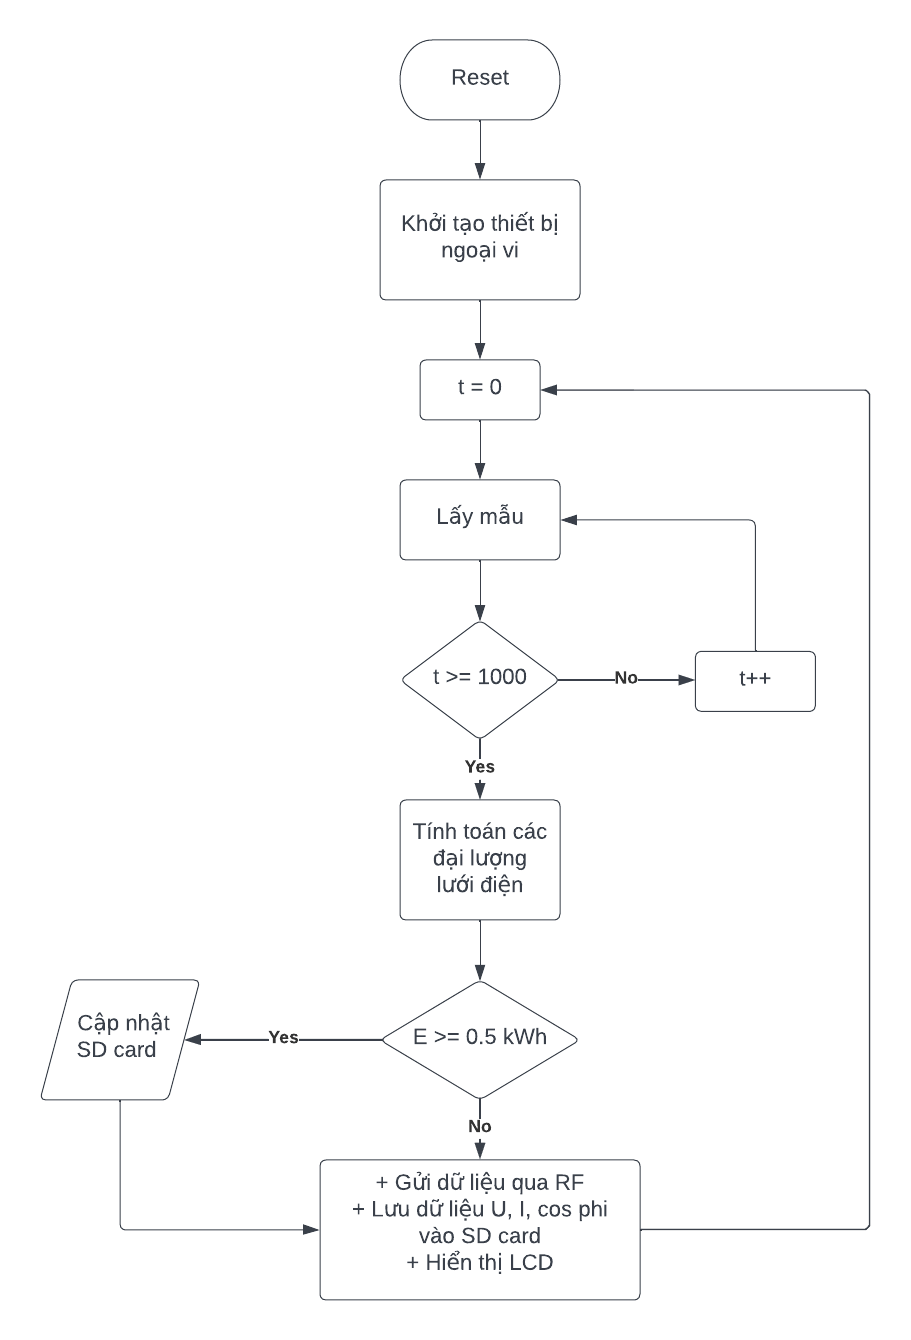 Reset
Khởi tạo thiết bị
ngoại vi
t = 0
Lấy mẫu
t >= 1000
No
t++
Yes
Tính toán các
đại lượng
lưới điện
E >= 0.5 kWh
Yes
Cập nhật
SD card
No
+ Gửi dữ liệu qua RF
+ Lưu dữ liệu U, I, cos phi
vào SD card
+ Hiển thị LCD